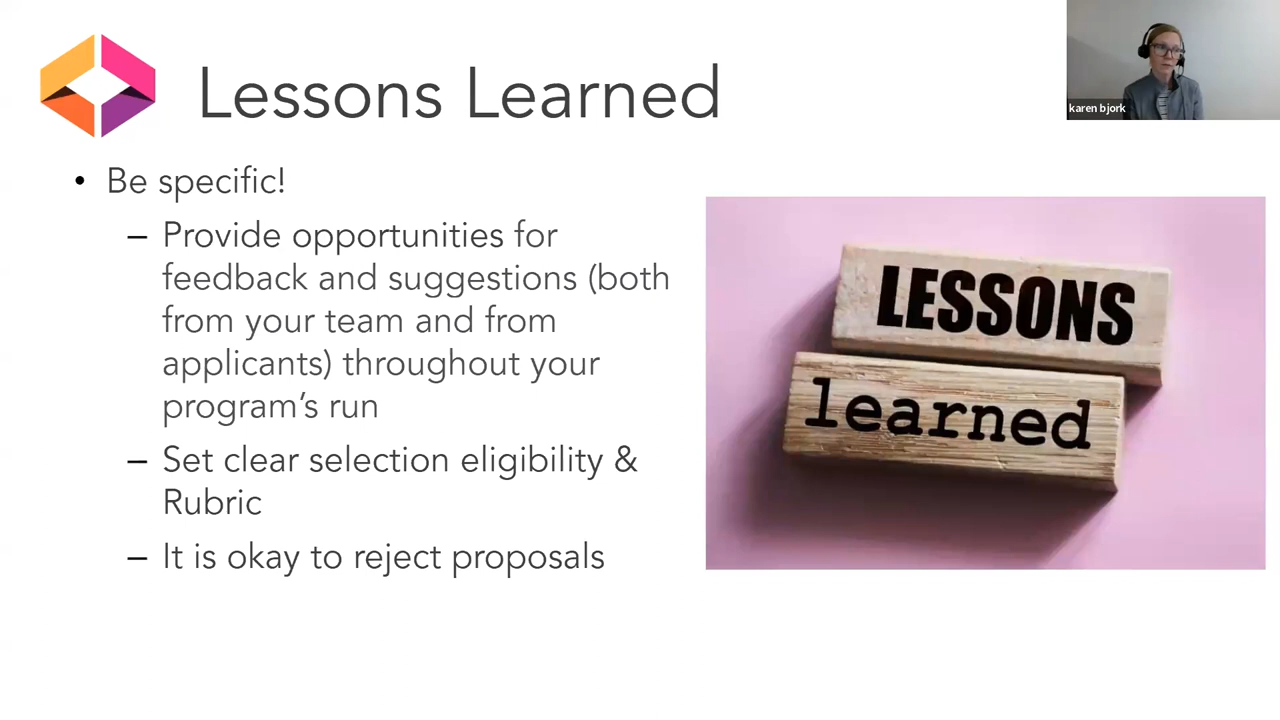 Lessons Learned
karen bjork
• Be specific!
– Provide opportunities for
feedback and suggestions (both
from your team and from
applicants) throughout your
program’s run
– Set clear selection eligibility &
Rubric
– It is okay to reject proposals
LESSONS
learned